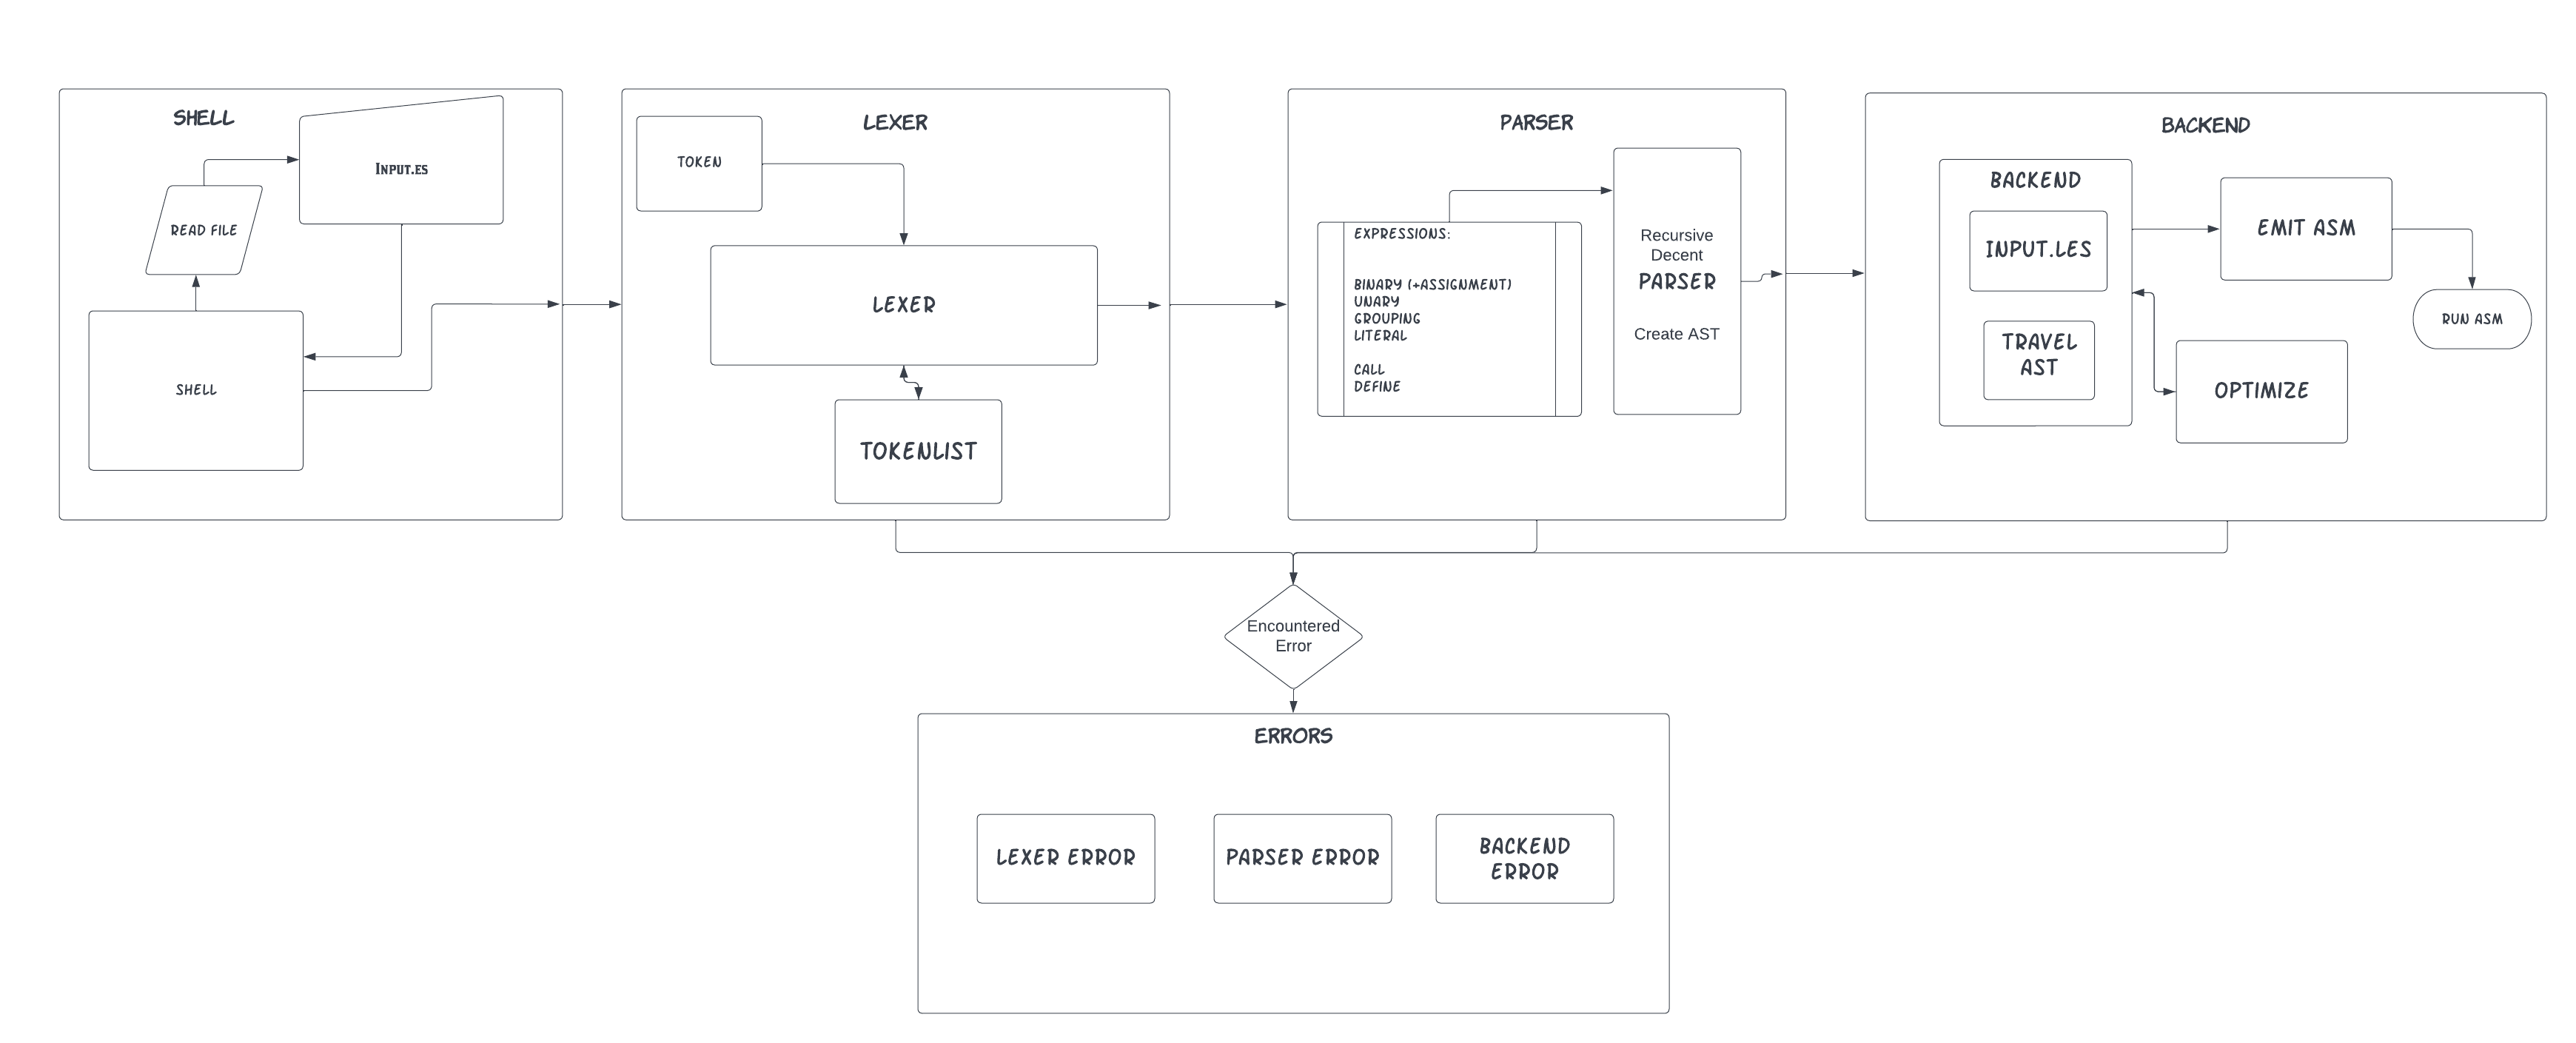 SHELL
INPUT.ES
READ FILE
SHELL
LEXER
TOKEN
LEXER
TOKENLIST
PARSER
EXPRESSIONS:
BINARY (+ASSIGNMENT)
UNARY
GROUPING
LITERAL
CALL
DEFINE
Recursive
Decent
PARSER
Create AST
BACKEND
BACKEND
INPUT.LES
TRAVEL
AST
EMIT ASM
RUN ASM
OPTIMIZE
Encountered
Error
ERRORS
LEXER ERROR
PARSER ERROR
BACKEND
ERROR